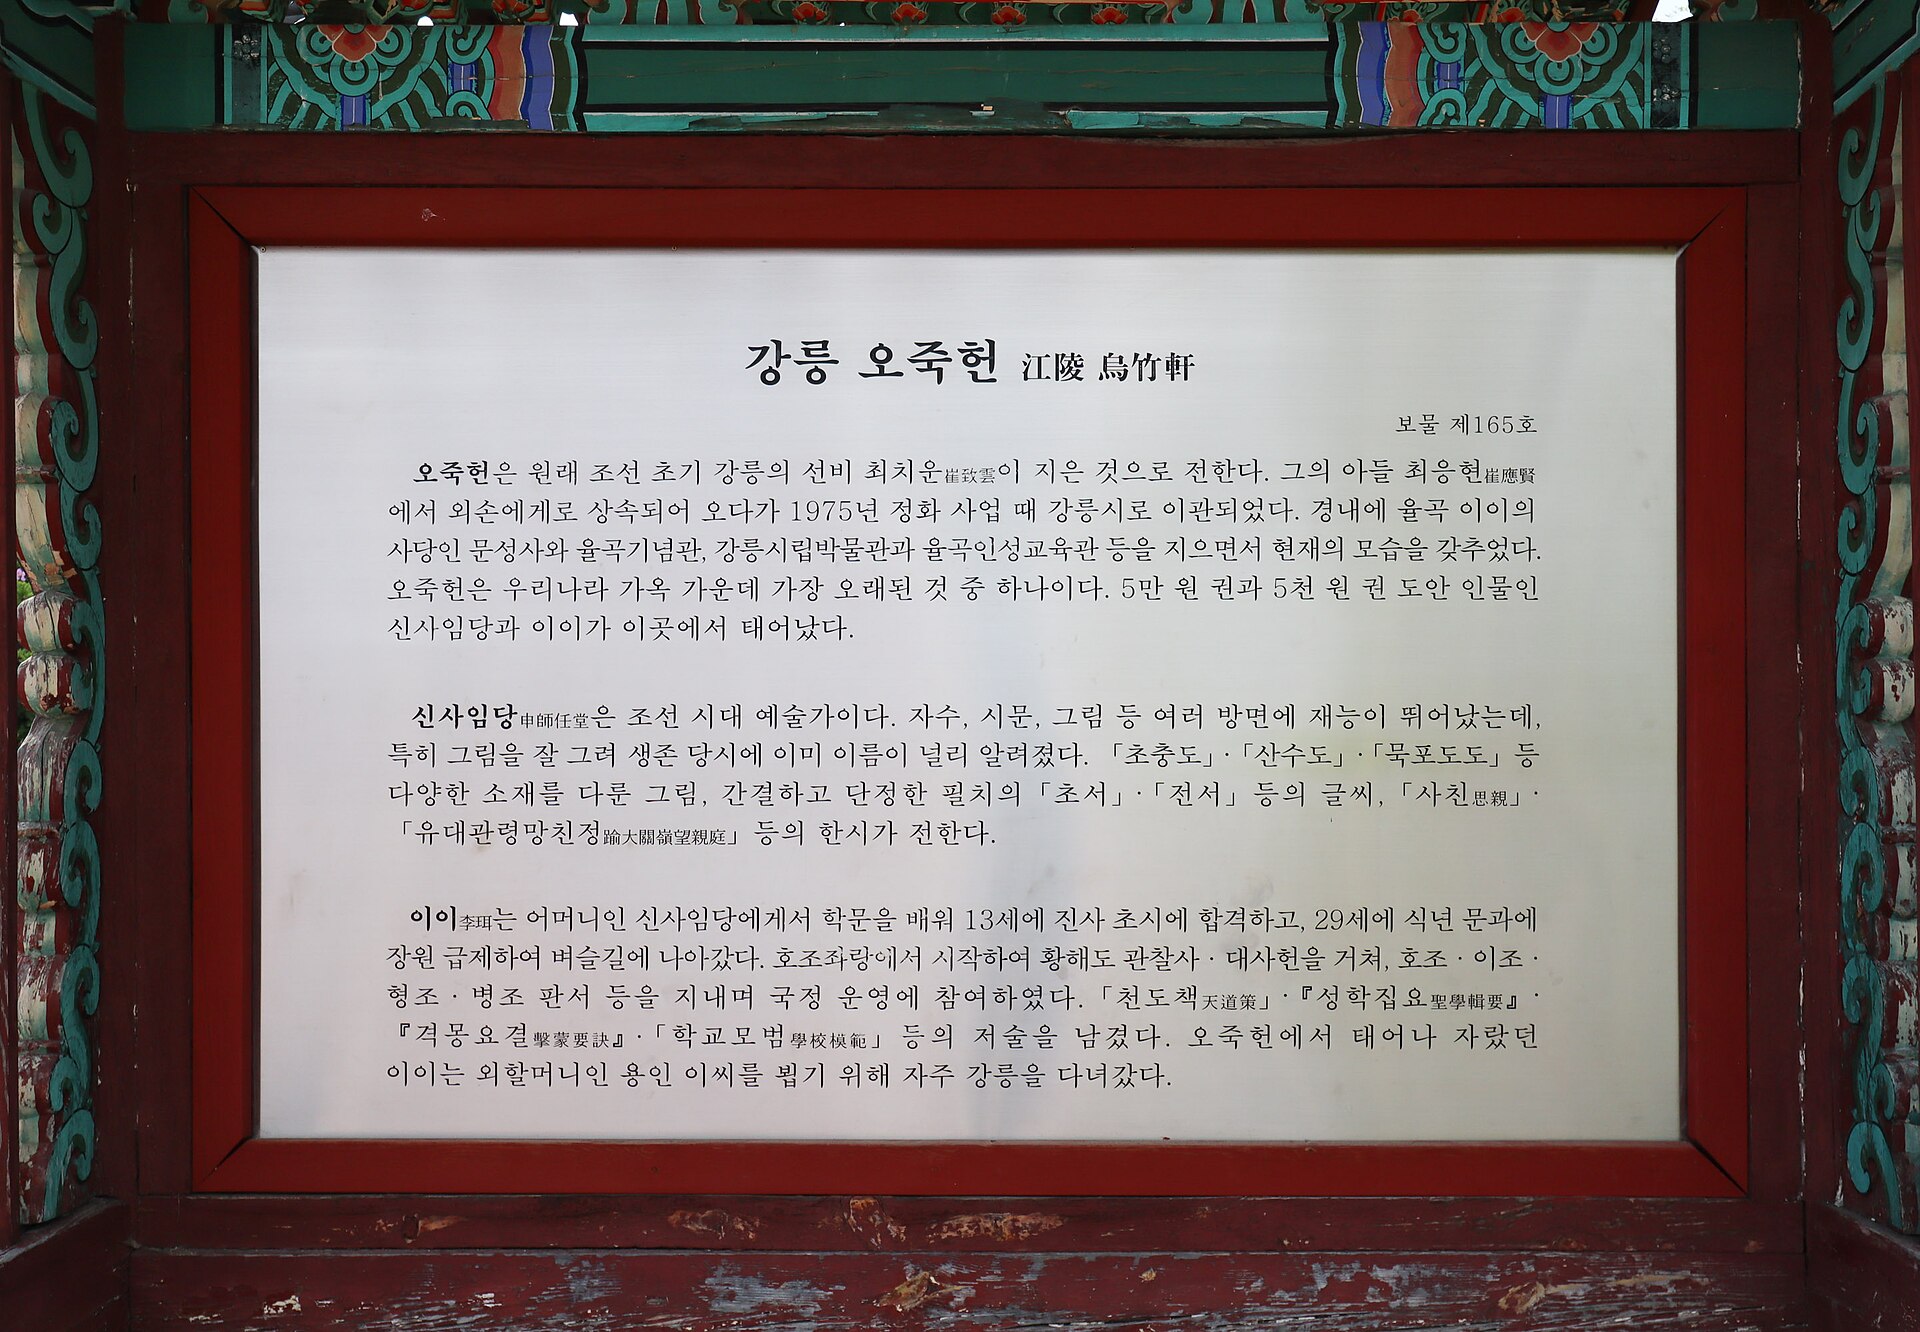 강릉 오죽헌 江陵 烏竹軒
보물 제165호
오죽헌은 원래 조선 초기 강릉의 선비 최치운崔致雲이 지은 것으로 전한다. 그의 아들 최응현崔應賢
에서 외손에게로 상속되어 오다가 1975년 정화 사업 때 강릉시로 이관되었다. 경내에 율곡 이이의
사당인 문성사와 율곡기념관, 강릉시립박물관과 율곡인성교육관 등을 지으면서 현재의 모습을 갖추었다.
오죽헌은 우리나라 가옥 가운데 가장 오래된 것 중 하나이다. 5만 원 권과 5천 원 권 도안 인물인
신사임당과 이이가 이곳에서 태어났다.
신사임당申師任堂은 조선 시대 예술가이다. 자수, 시문, 그림 등 여러 방면에 재능이 뛰어났는데,
특히 그림을 잘 그려 생존 당시에 이미 이름이 널리 알려졌다. 「초충도」·「산수도」·「묵포도도」 등
다양한 소재를 다룬 그림, 간결하고 단정한 필치의 「초서」·「전서」 등의 글씨, 「사친思親」·
「유대관령망친정踰大關嶺望親庭」 등의 한시가 전한다.
이이李珥는 어머니인 신사임당에게서 학문을 배워 13세에 진사 초시에 합격하고, 29세에 식년 문과에
장원 급제하여 벼슬길에 나아갔다. 호조좌랑에서 시작하여 황해도 관찰사 · 대사헌을 거쳐, 호조 · 이조 ·
형조 · 병조 판서 등을 지내며 국정 운영에 참여하였다. 「천도책天道策」·『성학집요聖學輯要』·
『격몽요결擊蒙要訣』·「학교모범學校模範」 등의 저술을 남겼다. 오죽헌에서 태어나 자랐던
이이는 외할머니인 용인 이씨를 뵙기 위해 자주 강릉을 다녀갔다.